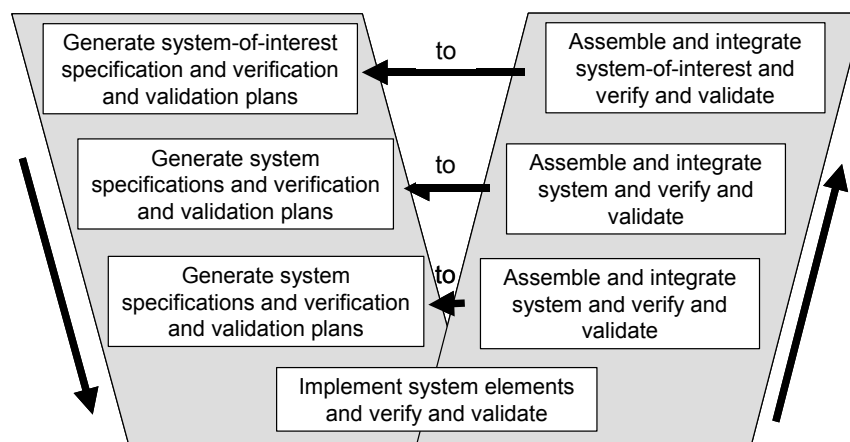 Generate system-of-interest
specification and verification
and validation plans
to
Assemble and integrate
system-of-interest and
verify and validate
Generate system
specifications and verification
and validation plans
to
Assemble and integrate
system and verify and
validate
Generate system
specifications and verification
and validation plans
to
Assemble and integrate
system and verify and
validate
Implement system elements
and verify and validate